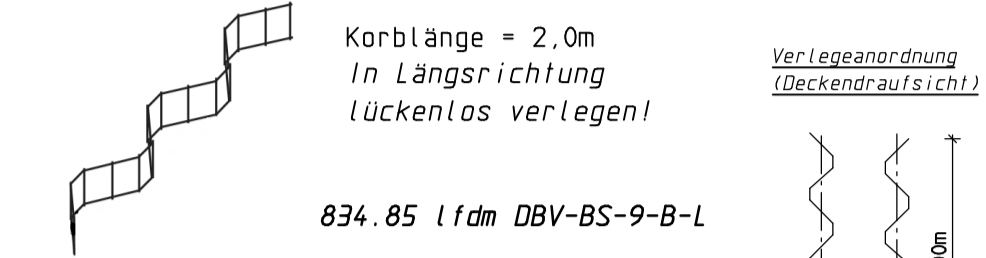 Korblänge = 2,0m
In Längsrichtung
lückenlos verlegen!
834.85 lfdm DBV-BS-9-B-L
Verlegeanordnung
(Deckendraufsicht)